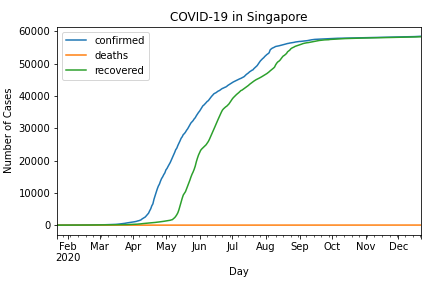 COVID-19 in Singapore
60000
50000
40000
30000
20000
10000
0
Number of Cases
confirmed
deaths
recovered
Feb Mar Apr May Jun Jul Aug Sep Oct Nov Dec
2020
Day